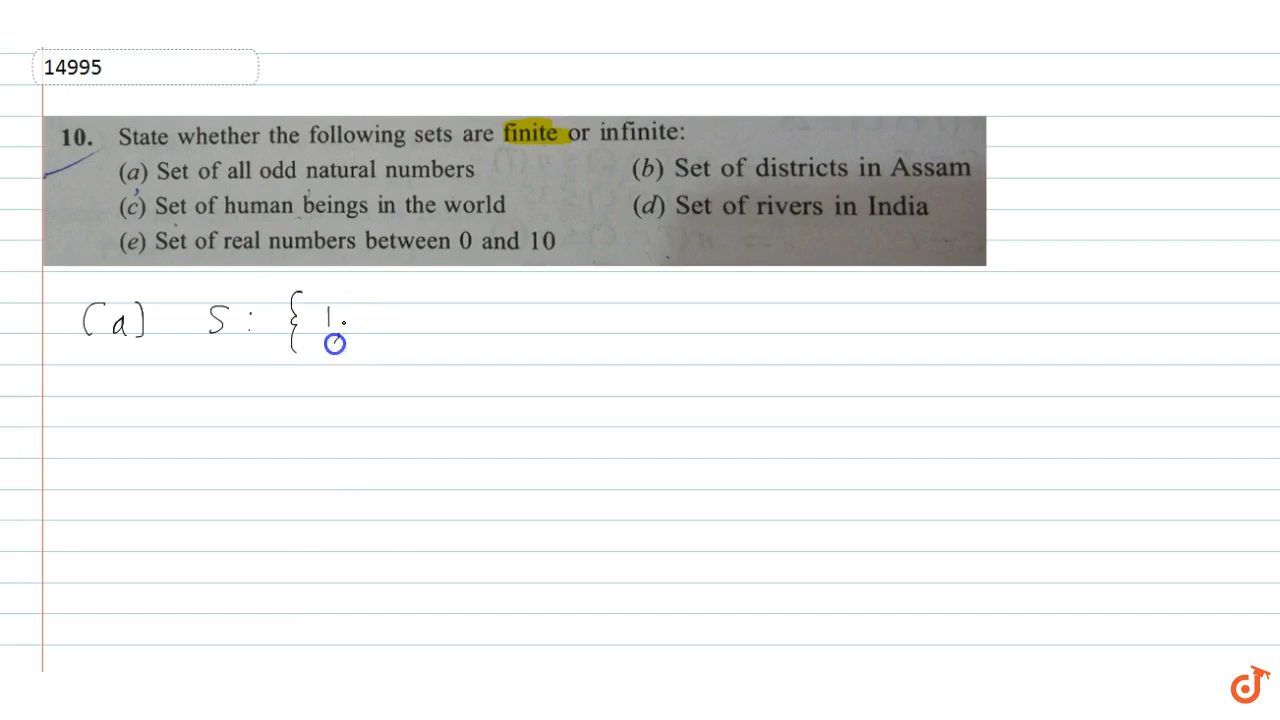 14995
10. State whether the following sets are finite or infinite:
(a) Set of all odd natural numbers (b) Set of districts in Assam
(c) Set of human beings in the world (d) Set of rivers in India
(e) Set of real numbers between 0 and 10
(a) S : { 1.